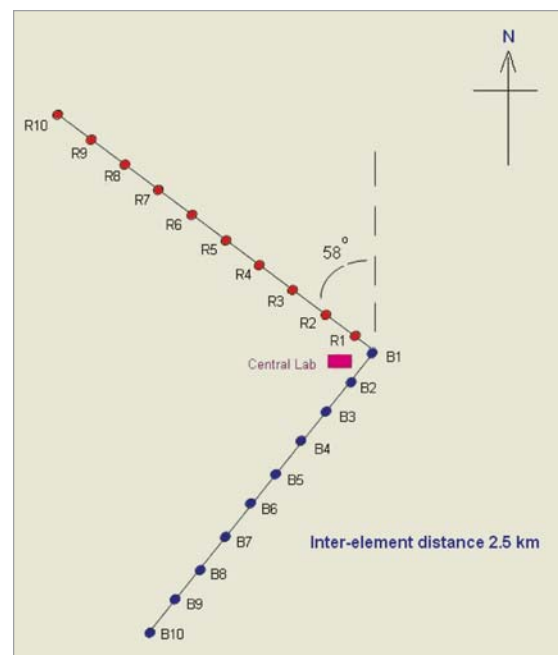 N
R10
R9
R8
R7
R6
R5
R4
R3
R2
R1
58°
B1
Central Lab
B2
B3
B4
B5
B6
B7
B8
B9
B10
Inter-element distance 2.5 km